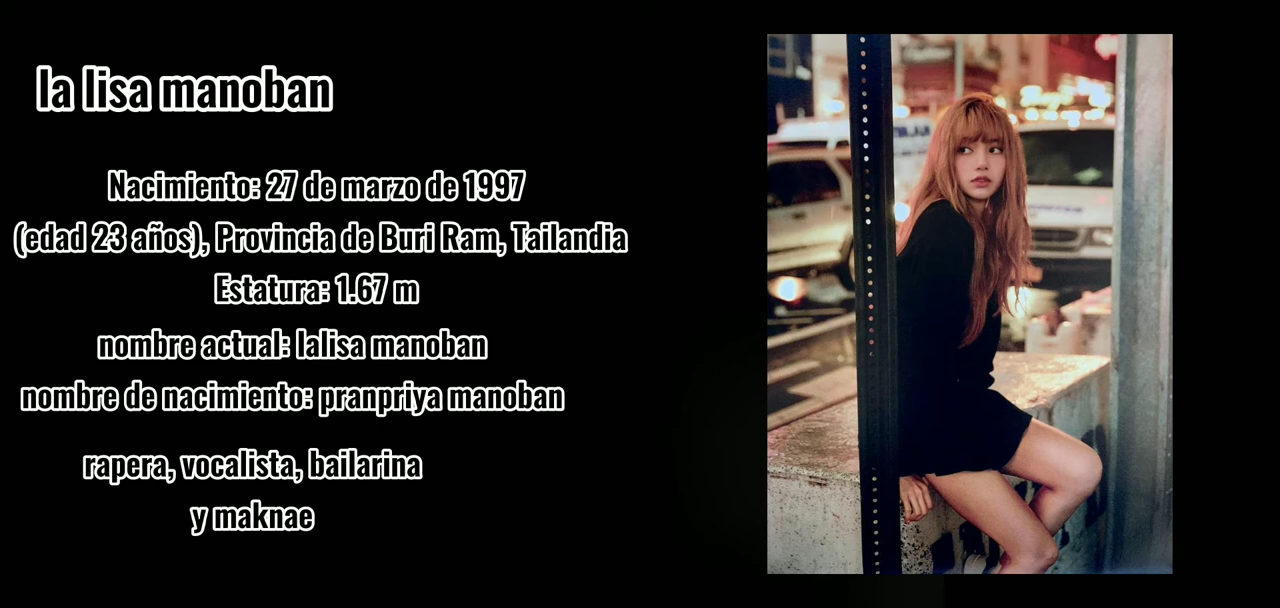 la lisa manoban
Nacimiento: 27 de marzo de 1997
(edad 23 años), Provincia de Buri Ram, Tailandia
Estatura: 1.67 m
nombre actual: lalisa manoban
nombre de nacimiento: pranpriya manoban
rapera, vocalista, bailarina
y maknae